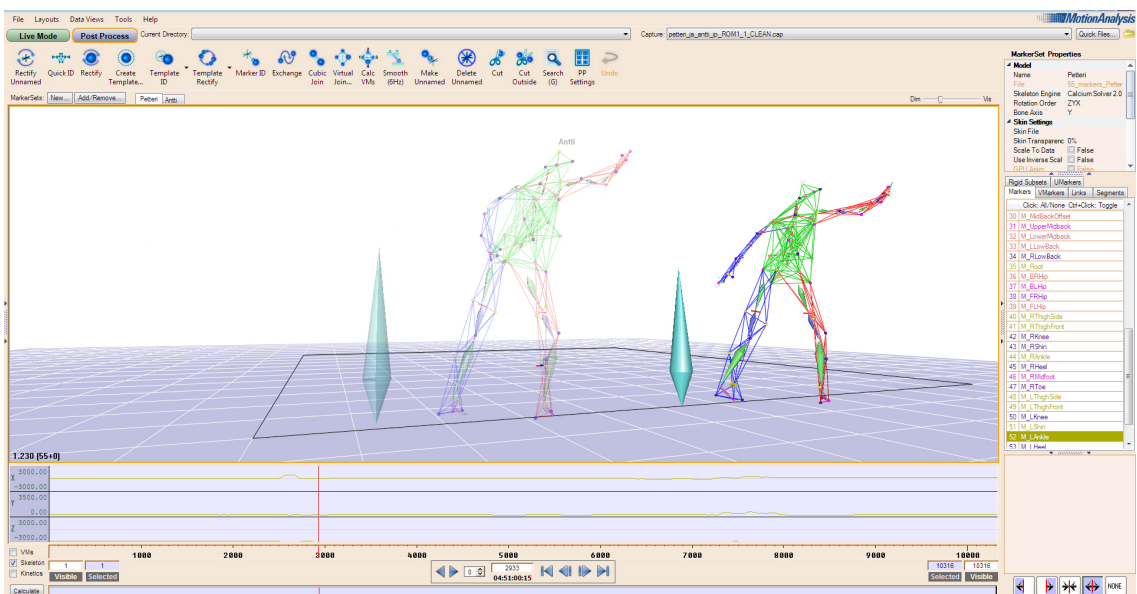 File Layouts Data Views Tools Help
MotionAnalysis
Live Mode Post Process Current Directory: Capture: petteri_ja_antti_jp_ROM1_1_CLEAN.cap Quick Files...
Rectify Unnamed Quick ID Rectify Create Template... Template ID Template Rectify Marker ID Exchange Cubic Join Virtual Join... Calc VMs Smooth (6Hz) Make Unnamed Delete Unnamed Cut Cut Outside Search (G) PP Settings Undo
MarkerSets: New... Add/Remove... Petteri Antti Dim Vis
MarkerSet Properties
Model
Name Petteri
File 55_markers_Petter
Skeleton Engine Calcium Solver 2.0
Rotation Order ZYX
Bone Axis Y
Skin Settings
Skin File
Skin Transparenc 0%
Scale To Data False
Use Inverse Scal False
GPU Anim False
Rigid Subsets UMarkers
Markers VMarkers Links Segments
Click: All/None Ctrl+Click: Toggle
30 M_MidBackOffset
31 M_UpperMidback
32 M_LowerMidback
33 M_LLowBack
34 M_RLowBack
35 M_Root
36 M_BRHip
37 M_BLHip
38 M_FRHip
39 M_FLHip
40 M_RThighSide
41 M_RThighFront
42 M_RKnee
43 M_RShin
44 M_RAnkle
45 M_RHeel
46 M_RMidfoot
47 M_RToe
48 M_LThighSide
49 M_LThighFront
50 M_LKnee
51 M_LShin
52 M_LAnkle
53 M_LHeel
Antti
1.230 (55+0)
X 3000.00
-3000.00
Y 3500.00
0.00
Z 3000.00
-3000.00
1000 2000 3000 4000 5000 6000 7000 8000 9000 10000
VMs
Skeleton
Kinetics
1 1
Visible Selected
0 2933
04:51:00:15
10316 10316
Selected Visible
Calculate
NONE